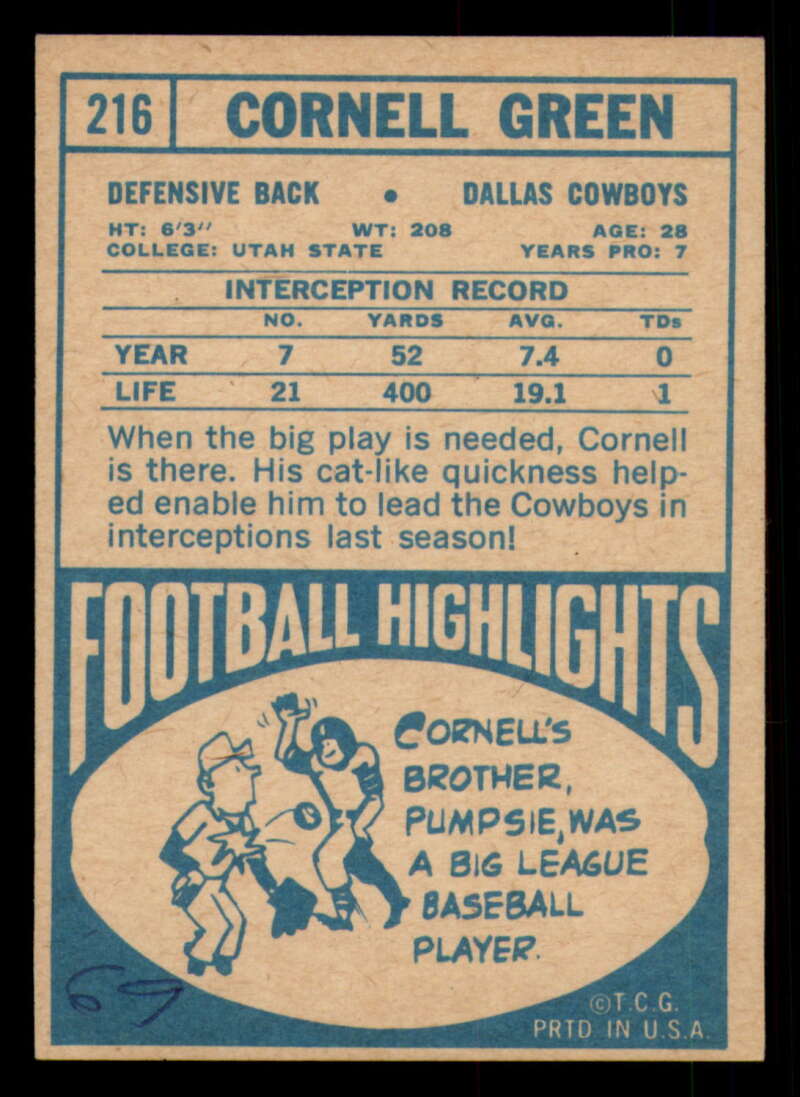 216 CORNELL GREEN
DEFENSIVE BACK • DALLAS COWBOYS
HT: 6'3" WT: 208 AGE: 28
COLLEGE: UTAH STATE YEARS PRO: 7
INTERCEPTION RECORD
NO. YARDS AVG. TDs
YEAR 7 52 7.4 0
LIFE 21 400 19.1 1
When the big play is needed, Cornell
is there. His cat-like quickness help-
ed enable him to lead the Cowboys in
interceptions last season!
FOOTBALL HIGHLIGHTS
CORNELL'S
BROTHER,
PUMPSIE, WAS
A BIG LEAGUE
BASEBALL
PLAYER.
69
©T.C.G.
PRTD IN U.S.A.